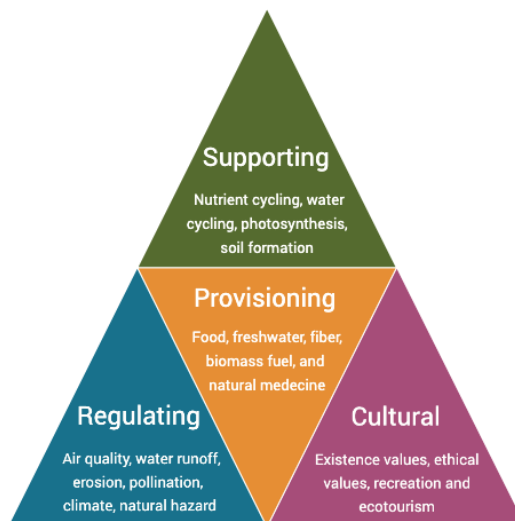 Supporting
Nutrient cycling, water
cycling, photosynthesis,
soil formation
Provisioning
Food, freshwater, fiber,
biomass fuel, and
natural medecine
Regulating
Air quality, water runoff,
erosion, pollination,
climate, natural hazard
Cultural
Existence values, ethical
values, recreation and
ecotourism